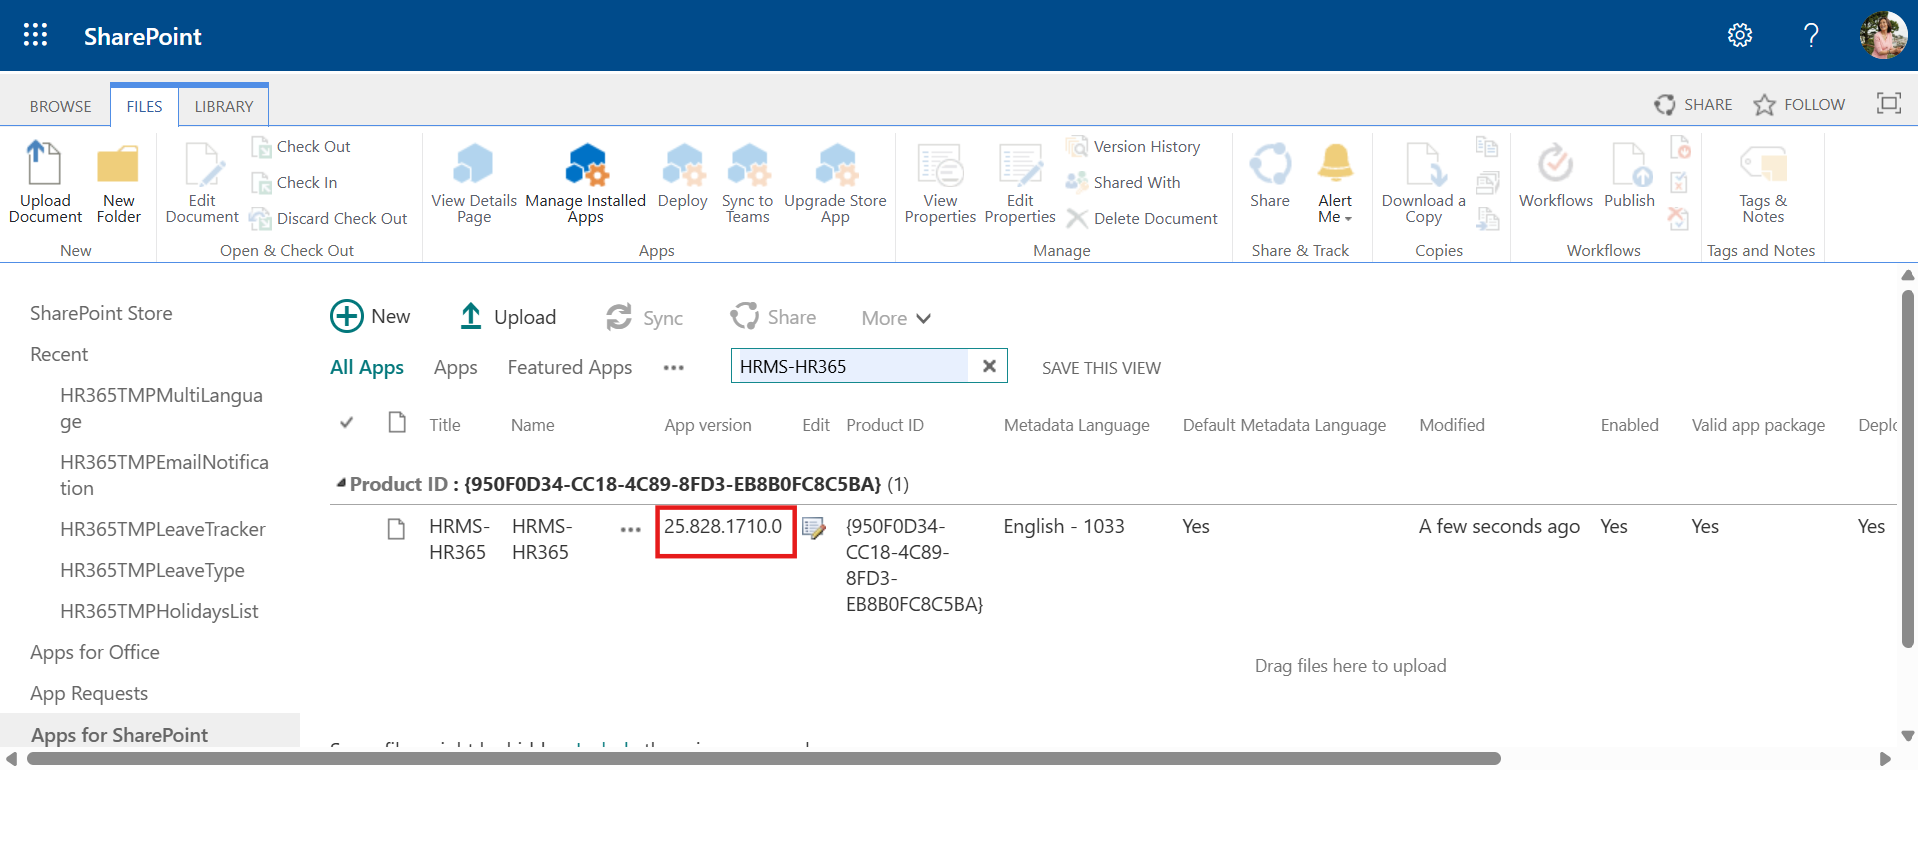 SharePoint
?
BROWSE
FILES
LIBRARY
SHARE
FOLLOW
Upload
Document
New
Folder
New
Edit
Document
Check Out
Check In
Discard Check Out
Open & Check Out
View Details
Page
Manage Installed
Apps
Deploy
Sync to
Teams
Upgrade Store
App
Apps
View
Properties
Edit
Properties
Version History
Shared With
Delete Document
Manage
Share
Alert
Me
Share & Track
Download a
Copy
Copies
Workflows
Publish
Workflows
Tags &
Notes
Tags and Notes
SharePoint Store
Recent
HR365TMPMultiLangua
ge
HR365TMPEmailNotifica
tion
HR365TMPLeaveTracker
HR365TMPLeaveType
HR365TMPHolidaysList
Apps for Office
App Requests
Apps for SharePoint
New
Upload
Sync
Share
More
All Apps
Apps
Featured Apps
•••
HRMS-HR365
SAVE THIS VIEW
Title
Name
App version
Edit
Product ID
Metadata Language
Default Metadata Language
Modified
Enabled
Valid app package
Deplo
Product ID : {950F0D34-CC18-4C89-8FD3-EB8B0FC8C5BA} (1)
HRMS-
HR365
HRMS-
HR365
•••
25.828.1710.0
{950F0D34-
CC18-4C89-
8FD3-
EB8B0FC8C5BA}
English - 1033
Yes
A few seconds ago
Yes
Yes
Yes
Drag files here to upload